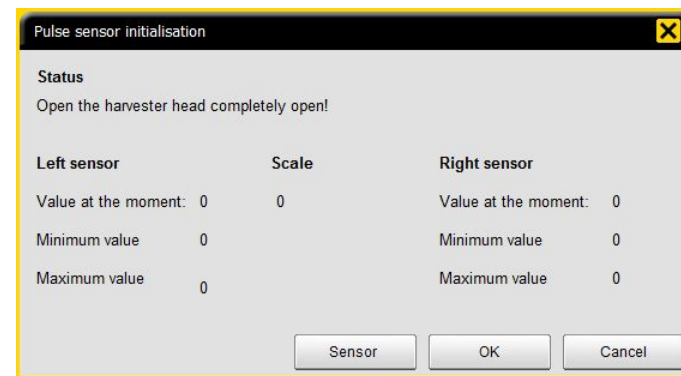 Pulse sensor initialisation
Status
Open the harvester head completely open!
Left sensor Scale Right sensor
Value at the moment: 0 0 Value at the moment: 0
Minimum value 0 Minimum value 0
Maximum value 0 Maximum value 0
Sensor OK Cancel